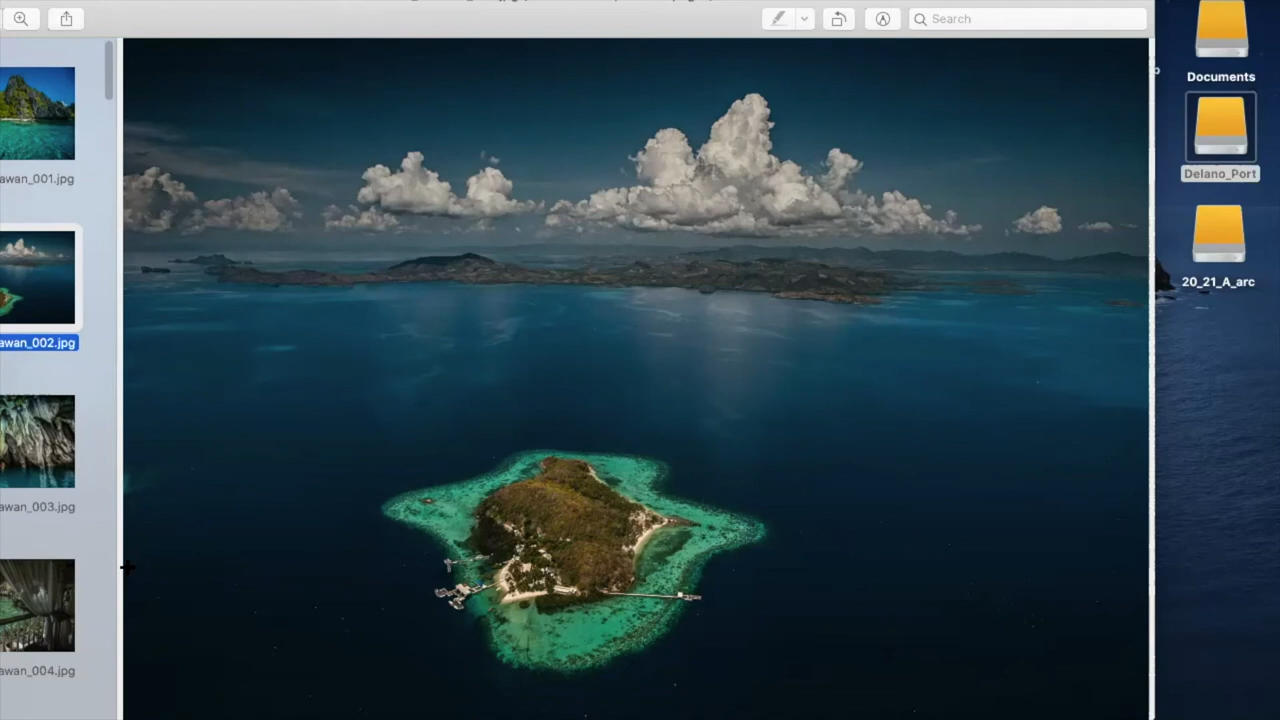 Search
awan_001.jpg
awan_002.jpg
awan_003.jpg
awan_004.jpg
Documents
Delano_Port
20_21_A_arc